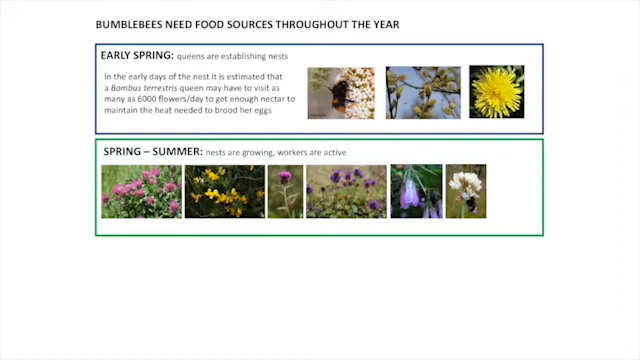 BUMBLEBEES NEED FOOD SOURCES THROUGHOUT THE YEAR
EARLY SPRING: queens are establishing nests
In the early days of the nest it is estimated that
a Bombus terrestris queen may have to visit as
many as 6000 flowers/day to get enough nectar to
maintain the heat needed to brood her eggs
SPRING – SUMMER: nests are growing, workers are active